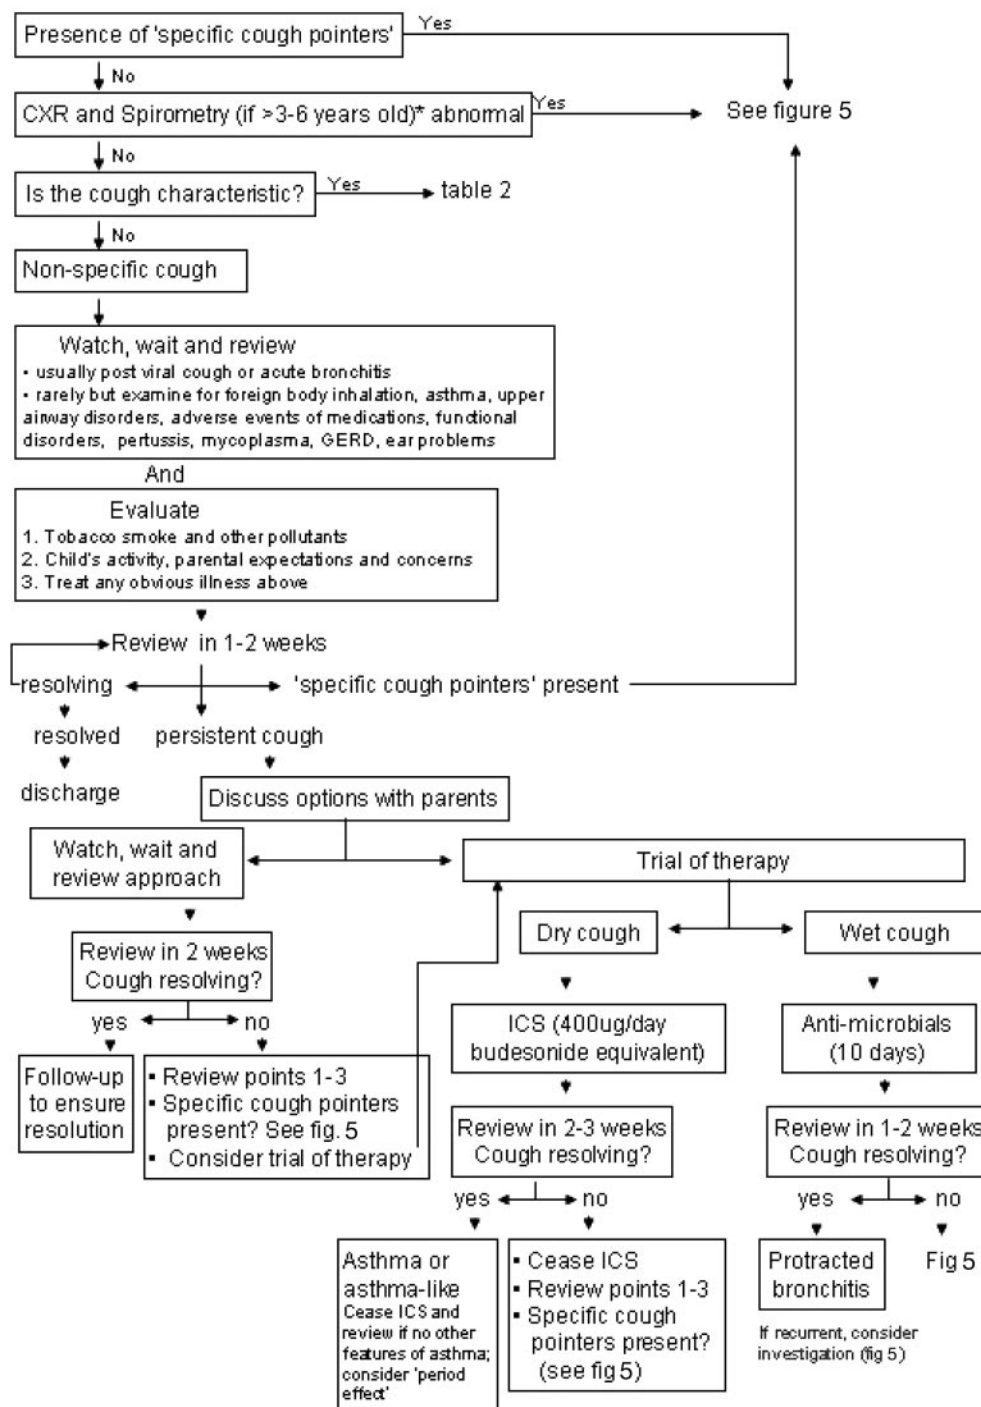 Presence of 'specific cough pointers'
Yes
No
CXR and Spirometry (if >3-6 years old)* abnormal
Yes
See figure 5
No
Is the cough characteristic?
Yes
table 2
No
Non-specific cough
Watch, wait and review
▪ usually post viral cough or acute bronchitis
▪ rarely but examine for foreign body inhalation, asthma, upper
airway disorders, adverse events of medications, functional
disorders, pertussis, mycoplasma, GERD, ear problems
And
Evaluate
1. Tobacco smoke and other pollutants
2. Child's activity, parental expectations and concerns
3. Treat any obvious illness above
Review in 1-2 weeks
resolving
'specific cough pointers' present
resolved
persistent cough
discharge
Discuss options with parents
Watch, wait and
review approach
Trial of therapy
Review in 2 weeks
Cough resolving?
yes
no
Follow-up
to ensure
resolution
▪ Review points 1-3
▪ Specific cough pointers
present? See fig. 5
▪ Consider trial of therapy
Dry cough
Wet cough
ICS (400ug/day
budesonide equivalent)
Anti-microbials
(10 days)
Review in 2-3 weeks
Cough resolving?
Review in 1-2 weeks
Cough resolving?
yes
no
yes
no
Asthma or
asthma-like
Cease ICS and
review if no other
features of asthma;
consider 'period
effect'
▪ Cease ICS
▪ Review points 1-3
▪ Specific cough
pointers present?
(see fig 5)
Protracted
bronchitis
Fig 5
If recurrent, consider
investigation (fig 5)